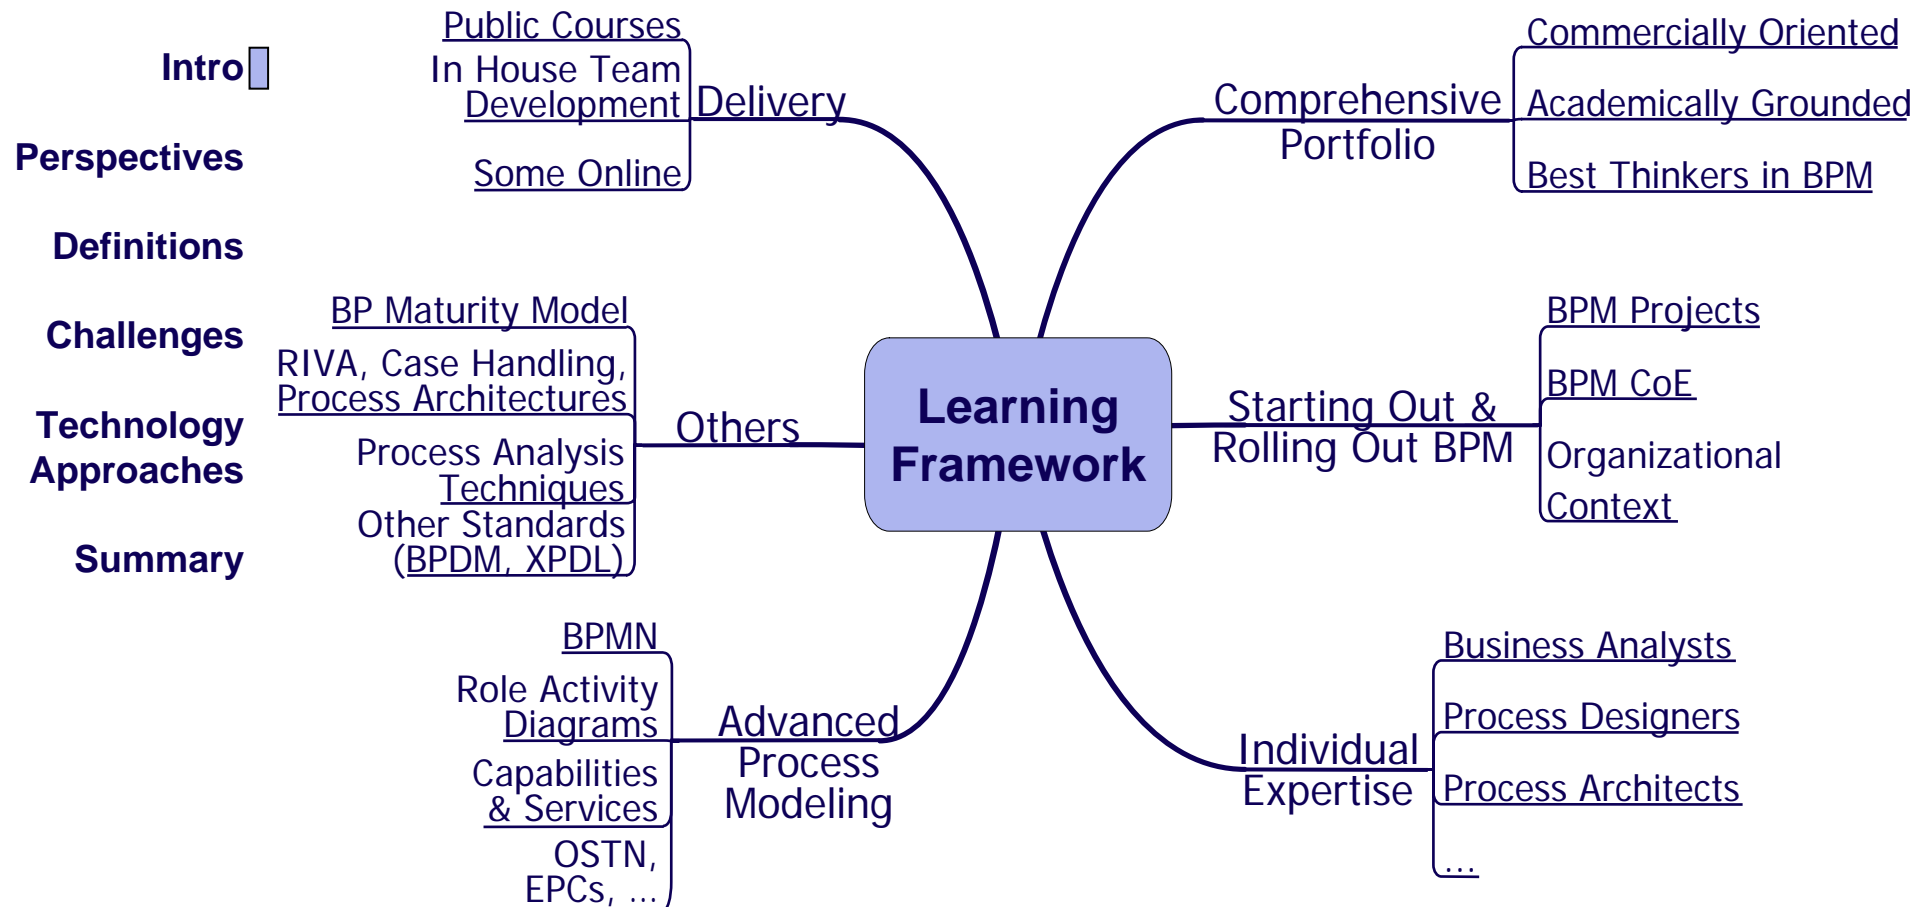 Intro
Perspectives
Definitions
Challenges
Technology
Approaches
Summary
Public Courses
In House Team
Development
Some Online
Delivery
BP Maturity Model
RIVA, Case Handling,
Process Architectures
Process Analysis
Techniques
Other Standards
(BPDM, XPDL)
Others
BPMN
Role Activity
Diagrams
Capabilities
& Services
OSTN,
EPCs, ...
Advanced
Process
Modeling
Learning
Framework
Comprehensive
Portfolio
Commercially Oriented
Academically Grounded
Best Thinkers in BPM
Starting Out &
Rolling Out BPM
BPM Projects
BPM CoE
Organizational
Context
Individual
Expertise
Business Analysts
Process Designers
Process Architects
...